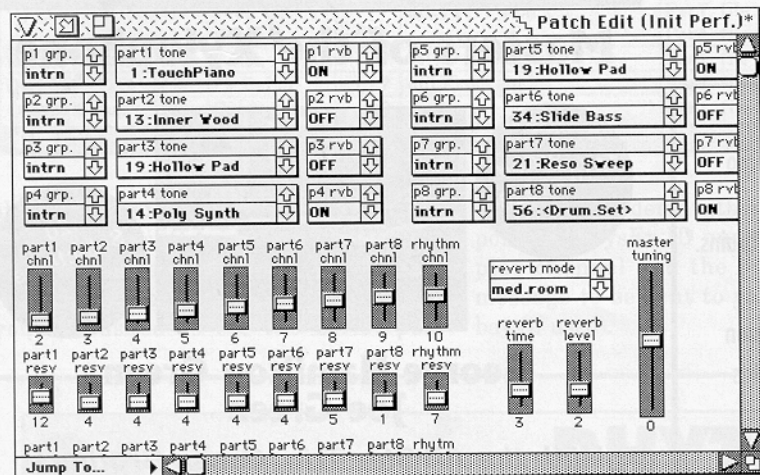 Patch Edit (Init Perf.)*
p1 grp. part1 tone p1 rvb p5 grp. part5 tone p5 rvb
intrn 1:TouchPiano ON intrn 19:Hollow Pad ON
p2 grp. part2 tone p2 rvb p6 grp. part6 tone p6 rvb
intrn 13:Inner Wood OFF intrn 34:Slide Bass OFF
p3 grp. part3 tone p3 rvb p7 grp. part7 tone p7 rvb
intrn 19:Hollow Pad OFF intrn 21:Reso Sweep OFF
p4 grp. part4 tone p4 rvb p8 grp. part8 tone p8 rvb
intrn 14:Poly Synth ON intrn 56:<Drum.Set> ON
part1 part2 part3 part4 part5 part6 part7 part8 rhythm master
chnl chnl chnl chnl chnl chnl chnl chnl chnl tuning
reverb mode
med.room
reverb reverb
time level
2 3 4 5 6 7 8 9 10
part1 part2 part3 part4 part5 part6 part7 part8 rhythm
resv resv resv resv resv resv resv resv resv
12 4 4 4 4 4 5 1 7 3 2 0
part1 part2 part3 part4 part5 part6 part7 part8 rhytm
Jump To...